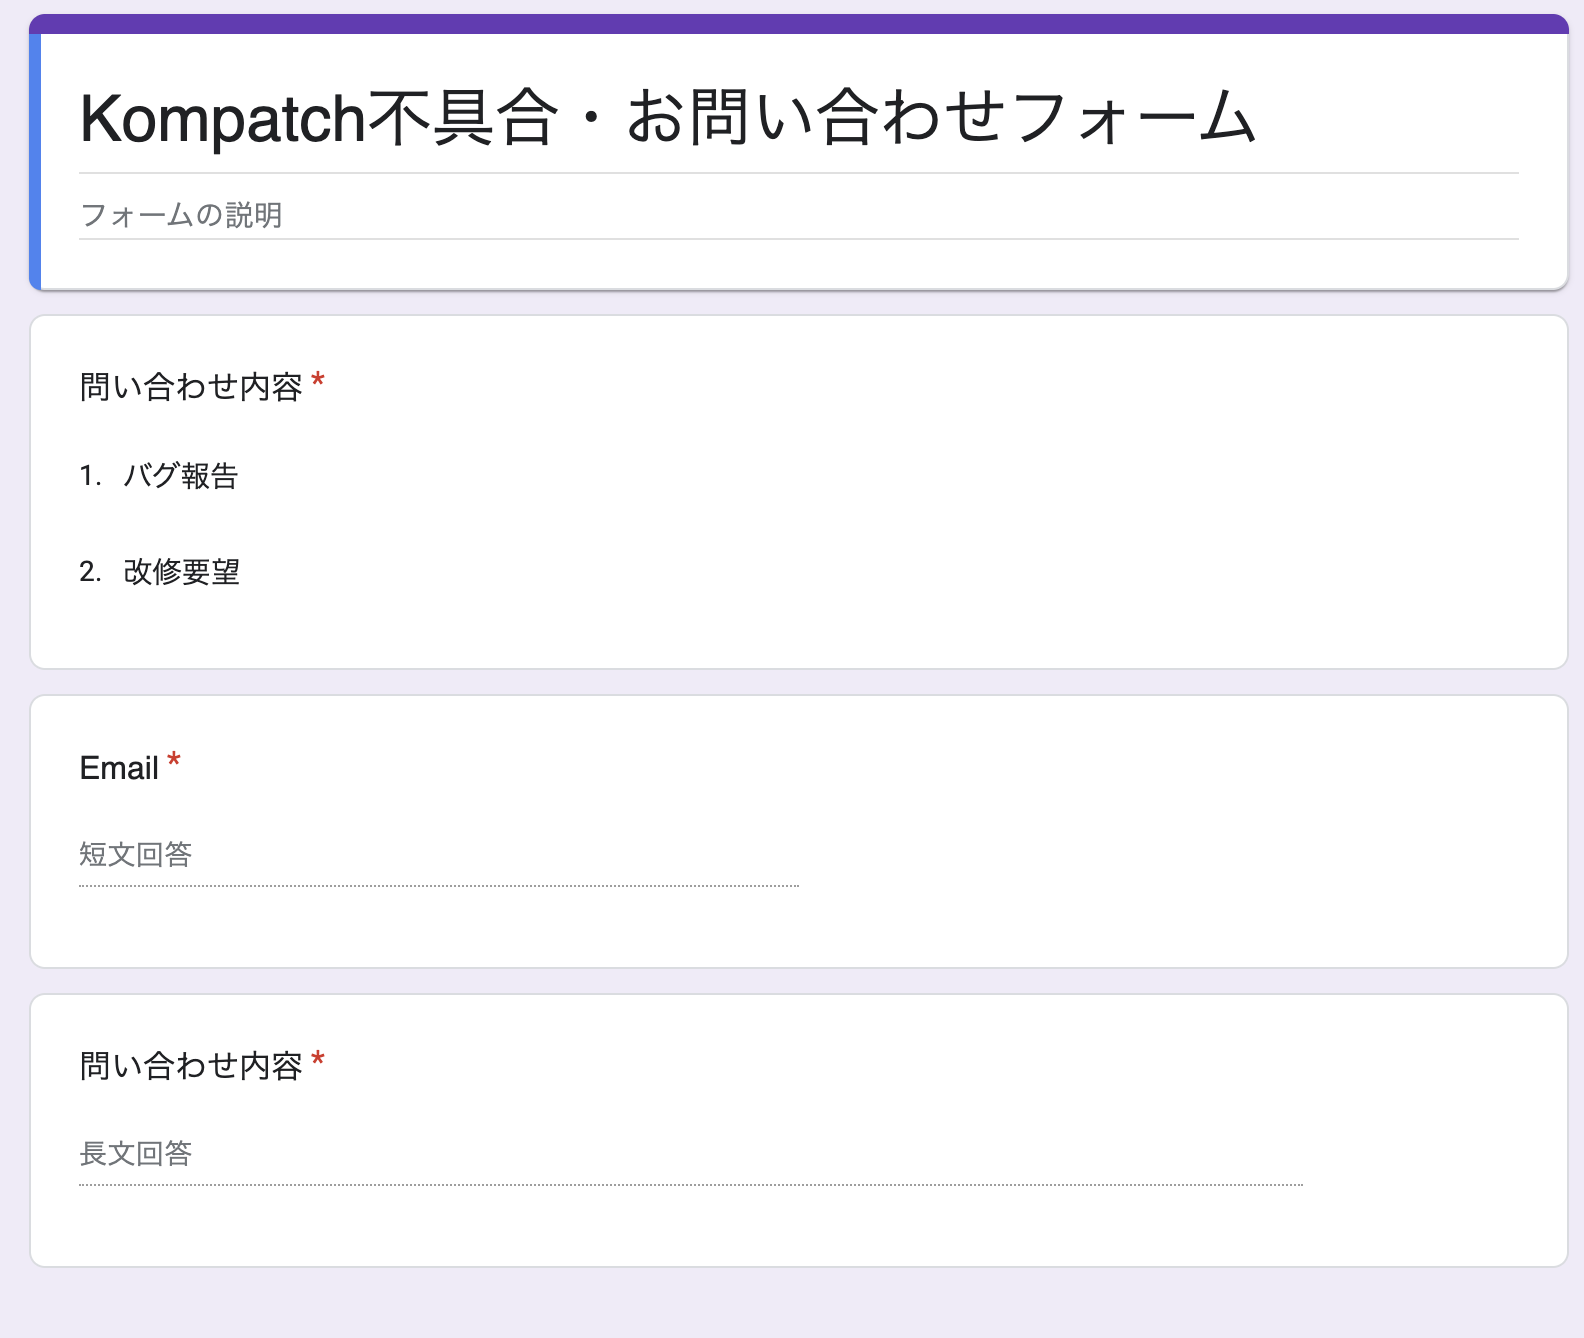 Kompatch不具合・お問い合わせフォーム
フォームの説明
問い合わせ内容 *
1. バグ報告
2. 改修要望
Email *
短文回答
問い合わせ内容 *
長文回答